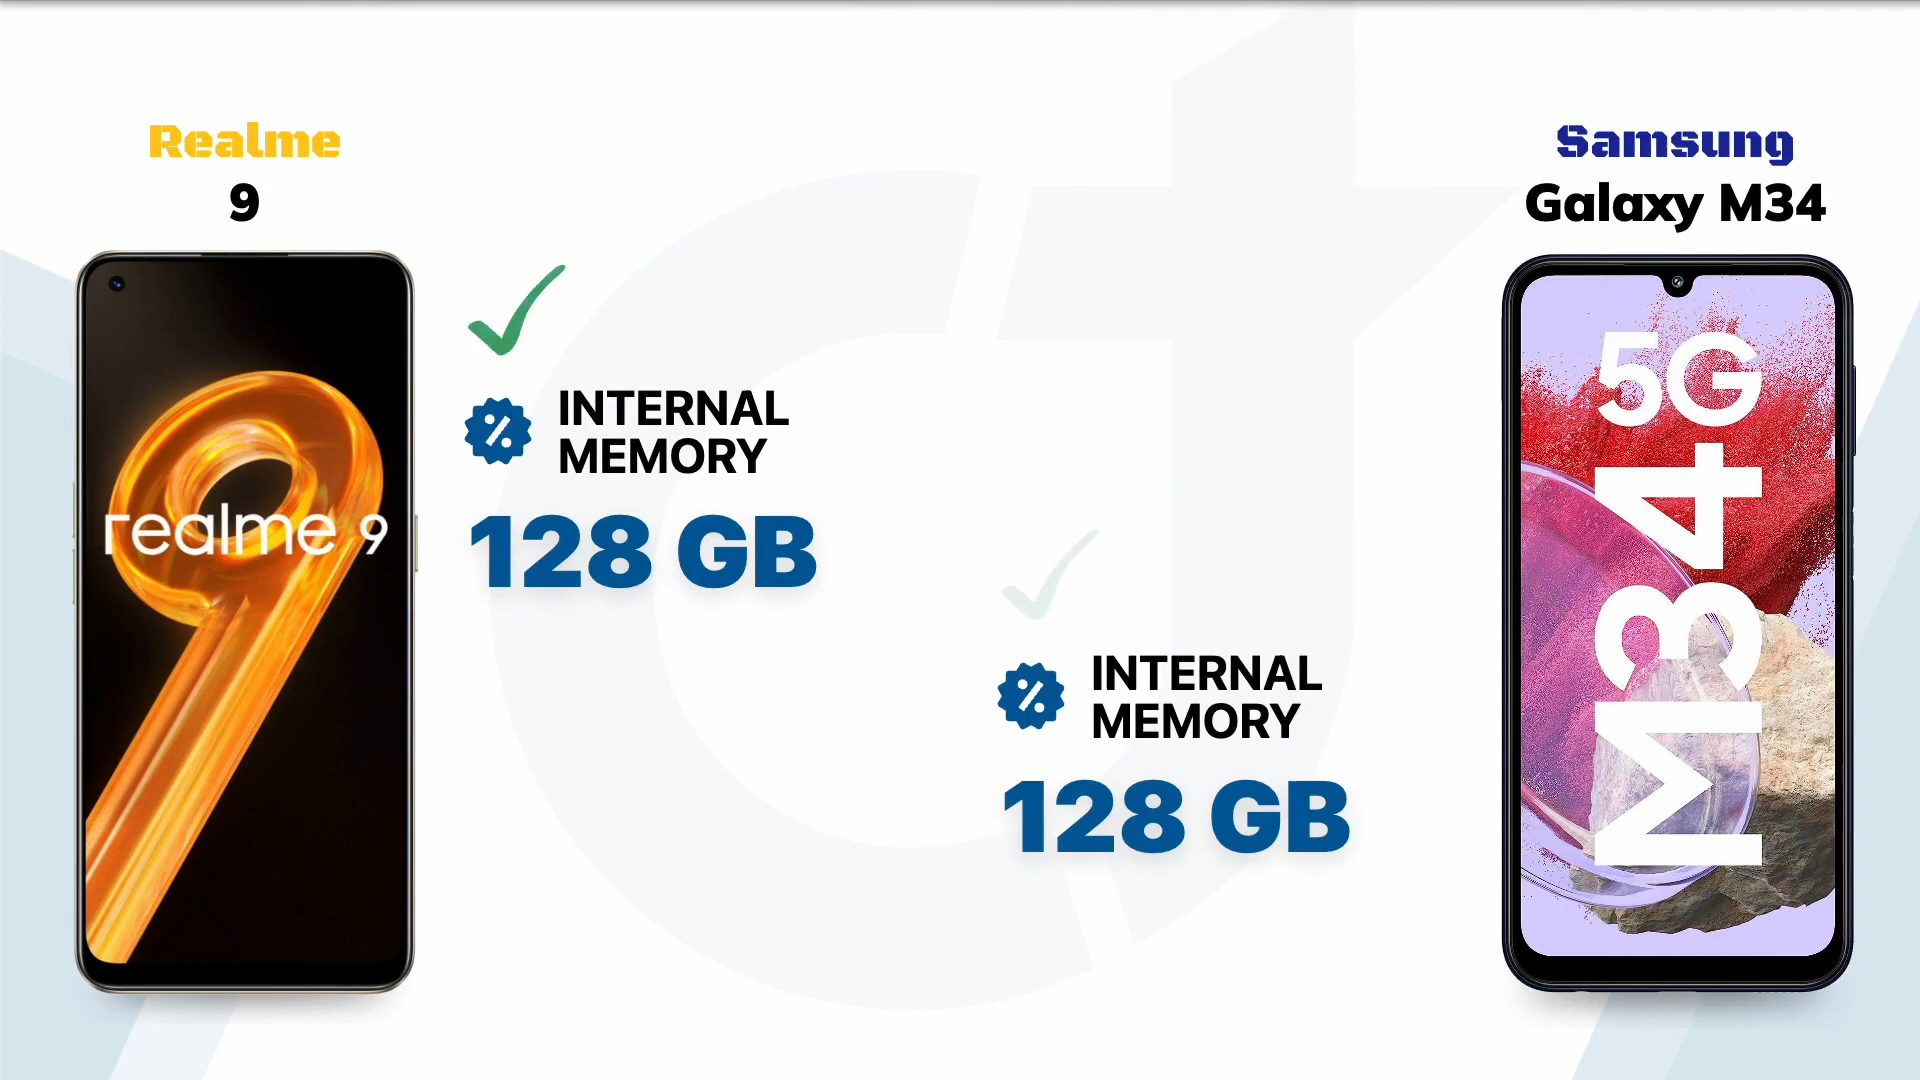 Realme
9
realme 9
INTERNAL
MEMORY
128 GB
INTERNAL
MEMORY
128 GB
Samsung
Galaxy M34
M34 5G